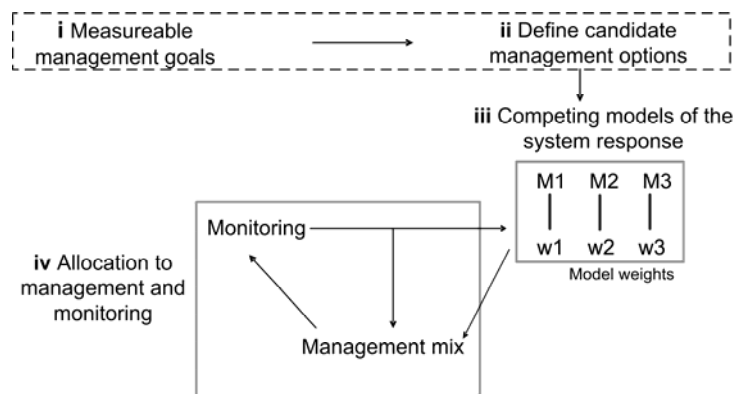 i Measureable
management goals
ii Define candidate
management options
iii Competing models of the
system response
M1 M2 M3
w1 w2 w3
Model weights
Monitoring
iv Allocation to
management and
monitoring
Management mix